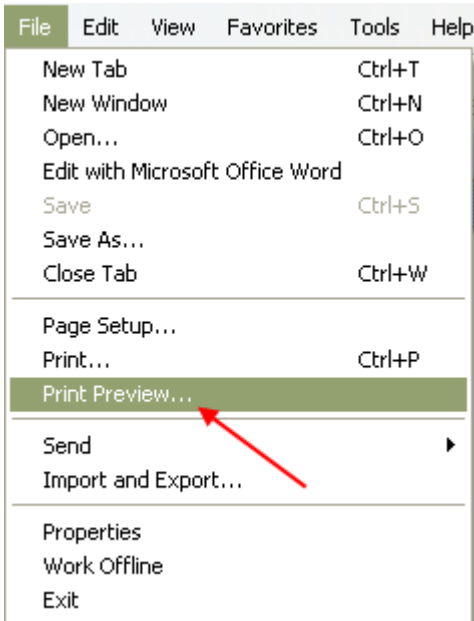 File Edit View Favorites Tools Help
New Tab Ctrl+T
New Window Ctrl+N
Open... Ctrl+O
Edit with Microsoft Office Word
Save Ctrl+S
Save As...
Close Tab Ctrl+W
Page Setup...
Print... Ctrl+P
Print Preview...
Send
Import and Export...
Properties
Work Offline
Exit